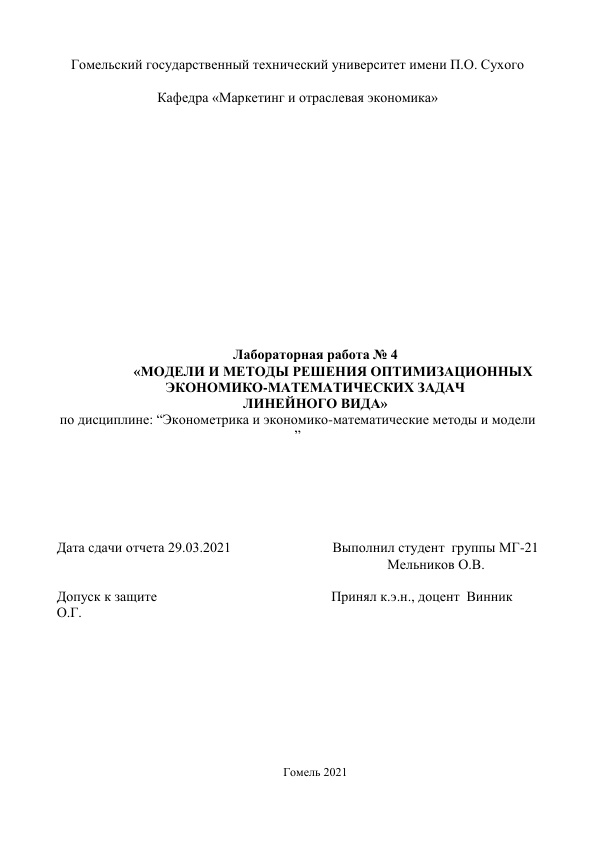 Гомельский государственный технический университет имени П.О. Сухого
Кафедра «Маркетинг и отраслевая экономика»
Лабораторная работа № 4
«МОДЕЛИ И МЕТОДЫ РЕШЕНИЯ ОПТИМИЗАЦИОННЫХ
ЭКОНОМИКО-МАТЕМАТИЧЕСКИХ ЗАДАЧ
ЛИНЕЙНОГО ВИДА»
по дисциплине: “Эконометрика и экономико-математические методы и модели
”
Дата сдачи отчета 29.03.2021 Выполнил студент группы МГ-21
Мельников О.В.
Допуск к защите Принял к.э.н., доцент Винник
О.Г.
Гомель 2021